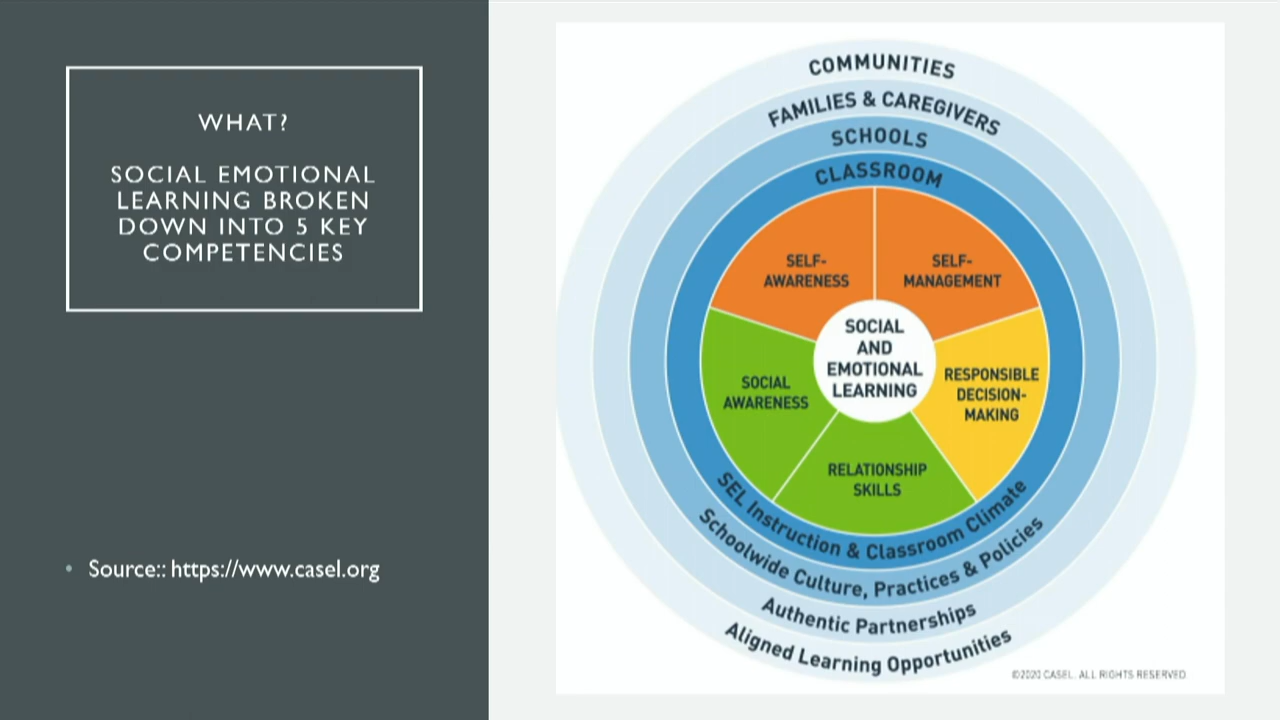 WHAT?
SOCIAL EMOTIONAL
LEARNING BROKEN
DOWN INTO 5 KEY
COMPETENCIES
• Source:: https://www.casel.org
COMMUNITIES
FAMILIES & CAREGIVERS
SCHOOLS
CLASSROOM
SELF-
AWARENESS
SELF-
MANAGEMENT
SOCIAL
AND
EMOTIONAL
LEARNING
SOCIAL
AWARENESS
RESPONSIBLE
DECISION-
MAKING
RELATIONSHIP
SKILLS
SEL Instruction & Classroom Climate
Schoolwide Culture, Practices & Policies
Authentic Partnerships
Aligned Learning Opportunities
©2020 CASEL. ALL RIGHTS RESERVED.